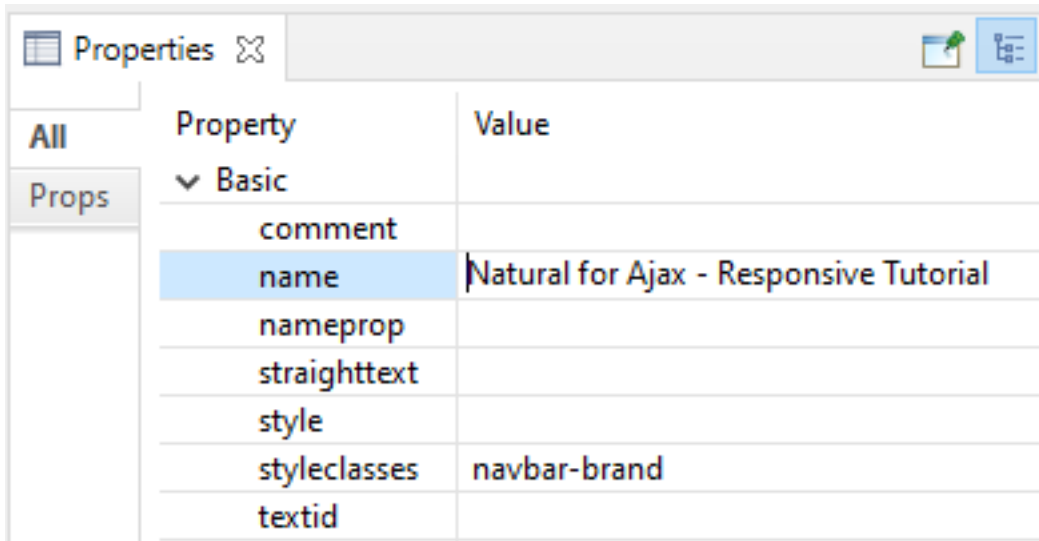 Properties
All
Props
Property Value
Basic
comment
name Natural for Ajax - Responsive Tutorial
nameprop
straighttext
style
styleclasses navbar-brand
textid